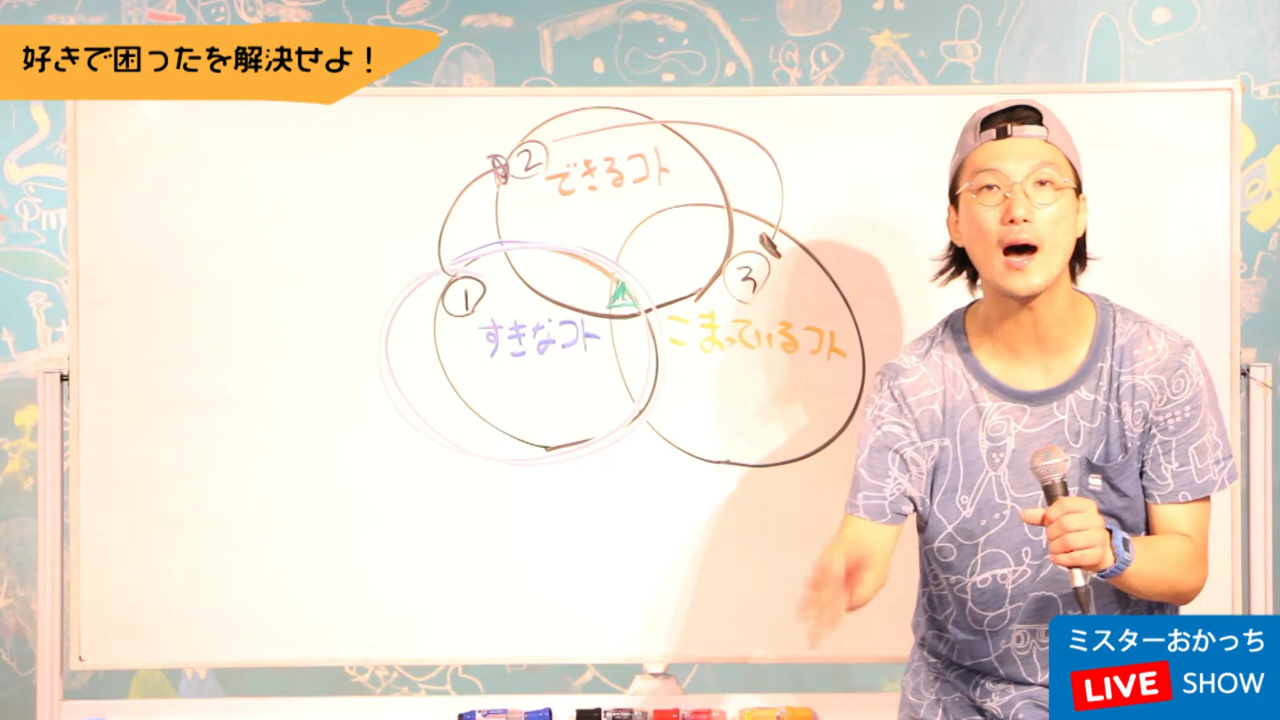 好きで困ったを解決せよ！
② できるコト
① すきなコト
③ こまっているコト
ミスターおかっち
LIVE SHOW